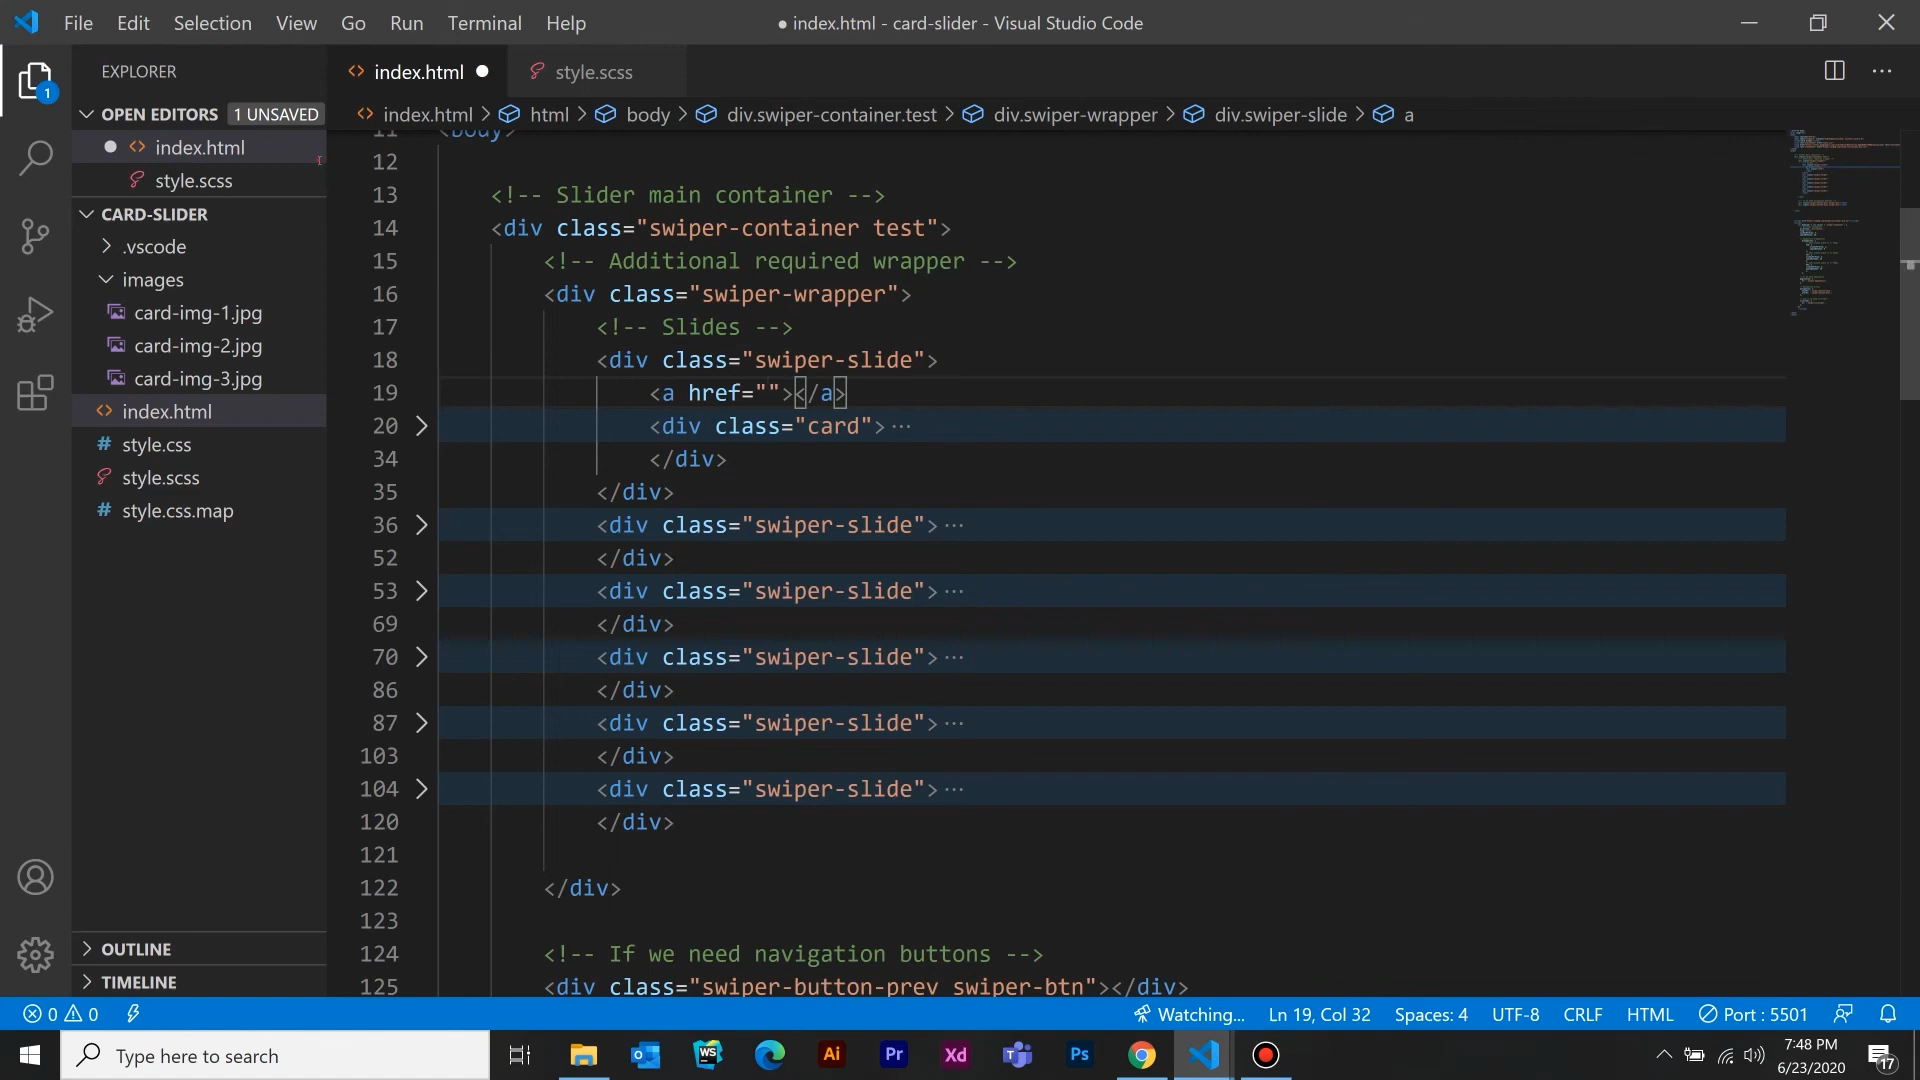 File Edit Selection View Go Run Terminal Help
● index.html - card-slider - Visual Studio Code
EXPLORER
OPEN EDITORS 1 UNSAVED
index.html
style.scss
CARD-SLIDER
.vscode
images
card-img-1.jpg
card-img-2.jpg
card-img-3.jpg
index.html
style.css
style.scss
style.css.map
OUTLINE
TIMELINE
1
index.html ●
style.scss
index.html > html > body > div.swiper-container.test > div.swiper-wrapper > div.swiper-slide > a
11 <body>
12
13 <!-- Slider main container -->
14 <div class="swiper-container test">
15 <!-- Additional required wrapper -->
16 <div class="swiper-wrapper">
17 <!-- Slides -->
18 <div class="swiper-slide">
19 <a href=""></a>
20 <div class="card">···
34 </div>
35 </div>
36 <div class="swiper-slide">···
52 </div>
53 <div class="swiper-slide">···
69 </div>
70 <div class="swiper-slide">···
86 </div>
87 <div class="swiper-slide">···
103 </div>
104 <div class="swiper-slide">···
120 </div>
121
122 </div>
123
124 <!-- If we need navigation buttons -->
125 <div class="swiper-button-prev swiper-btn"></div>
0 0 Watching... Ln 19, Col 32 Spaces: 4 UTF-8 CRLF HTML Port : 5501
Type here to search
WS
Ai
Pr
Xd
Ps
7:48 PM
6/23/2020
17